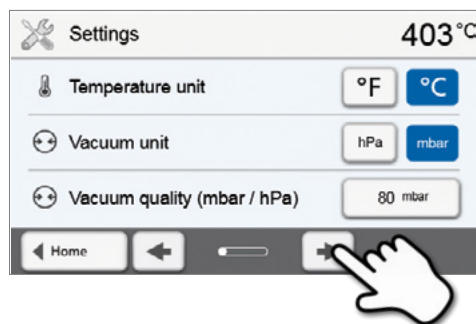 Settings 403°C
Temperature unit °F °C
Vacuum unit hPa mbar
Vacuum quality (mbar / hPa) 80 mbar
Home